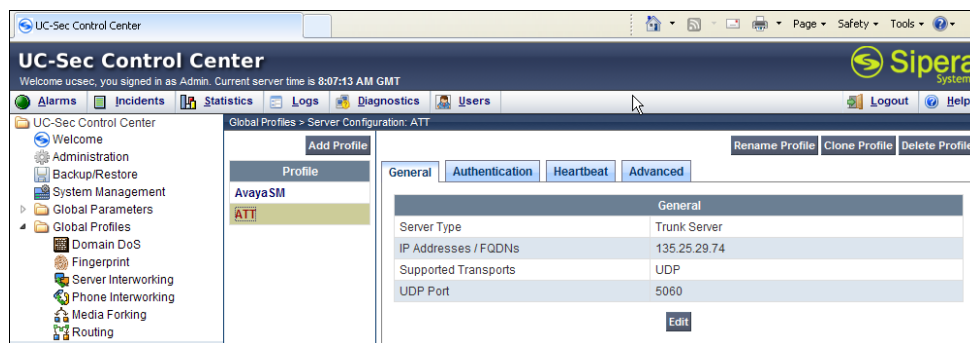 UC-Sec Control Center
Page Safety Tools
UC-Sec Control Center
Welcome ucsec, you signed in as Admin. Current server time is 8:07:13 AM GMT
Sipera
System
Alarms Incidents Statistics Logs Diagnostics Users Logout Help
UC-Sec Control Center
Welcome
Administration
Backup/Restore
System Management
Global Parameters
Global Profiles
Domain DoS
Fingerprint
Server Interworking
Phone Interworking
Media Forking
Routing
Global Profiles > Server Configuration: ATT
Add Profile
Rename Profile Clone Profile Delete Profile
Profile
AvayaSM
ATT
General Authentication Heartbeat Advanced
General
Server Type Trunk Server
IP Addresses / FQDNs 135.25.29.74
Supported Transports UDP
UDP Port 5060
Edit